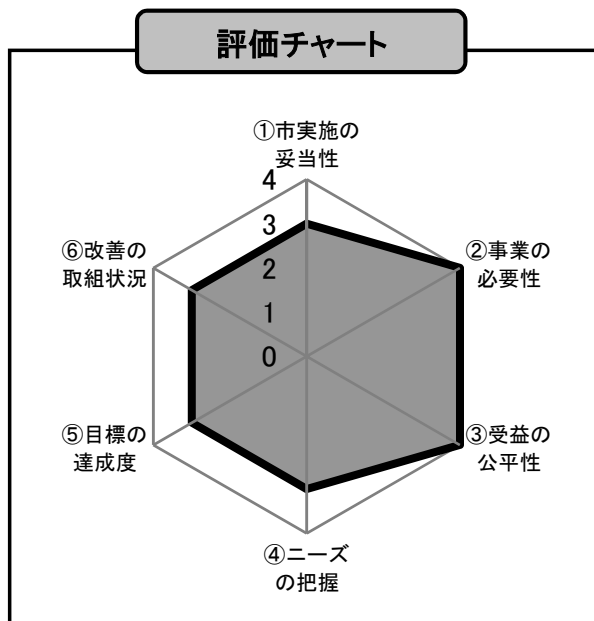 評価チャート
①市実施の
妥当性
4
3
2
1
0
②事業の
必要性
③受益の
公平性
④ニーズ
の把握
⑤目標の
達成度
⑥改善の
取組状況